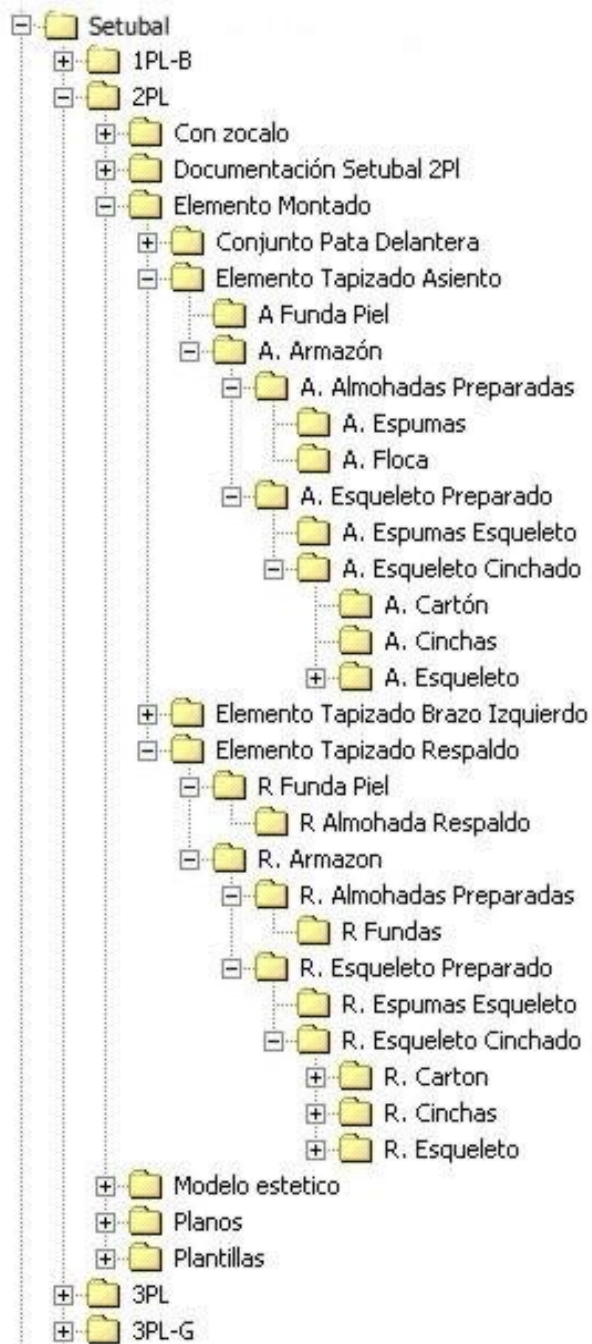 Setubal
1PL-B
2PL
Con zocalo
Documentación Setubal 2Pl
Elemento Montado
Conjunto Pata Delantera
Elemento Tapizado Asiento
A Funda Piel
A. Armazón
A. Almohadas Preparadas
A. Espumas
A. Floca
A. Esqueleto Preparado
A. Espumas Esqueleto
A. Esqueleto Cinchado
A. Cartón
A. Cinchas
A. Esqueleto
Elemento Tapizado Brazo Izquierdo
Elemento Tapizado Respaldo
R Funda Piel
R Almohada Respaldo
R. Armazon
R. Almohadas Preparadas
R Fundas
R. Esqueleto Preparado
R. Espumas Esqueleto
R. Esqueleto Cinchado
R. Carton
R. Cinchas
R. Esqueleto
Modelo estetico
Planos
Plantillas
3PL
3PL-G